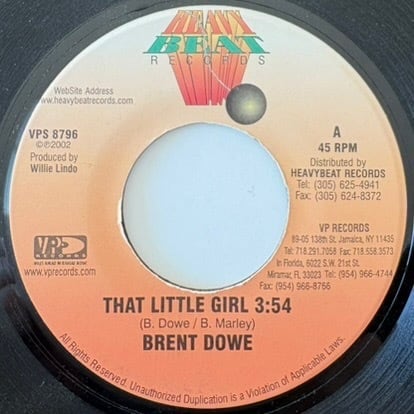 HEAVY
BEAT
RECORDS
WebSite Address
www.heavybeatrecords.com
VPS 8796
©℗2002
Produced by
Willie Lindo
A
45 RPM
Distributed by
HEAVYBEAT RECORDS
Tel: (305) 625-4941
Fax: (305) 624-8372
VP RECORDS
89-05 138th St. Jamaica, NY 11435
Tel: 718.291.7058 Fax: 718.558.3573
In Florida, 6022 S.W. 21st St.
Miramar, FL 33023 Tel: (954) 966-4744
Fax: (954) 966-8766
VP
RECORDS
www.vprecords.com
THAT LITTLE GIRL 3:54
(B. Dowe / B. Marley)
BRENT DOWE
All Rights Reserved. Unauthorized Duplication is a Violation of Applicable Laws.